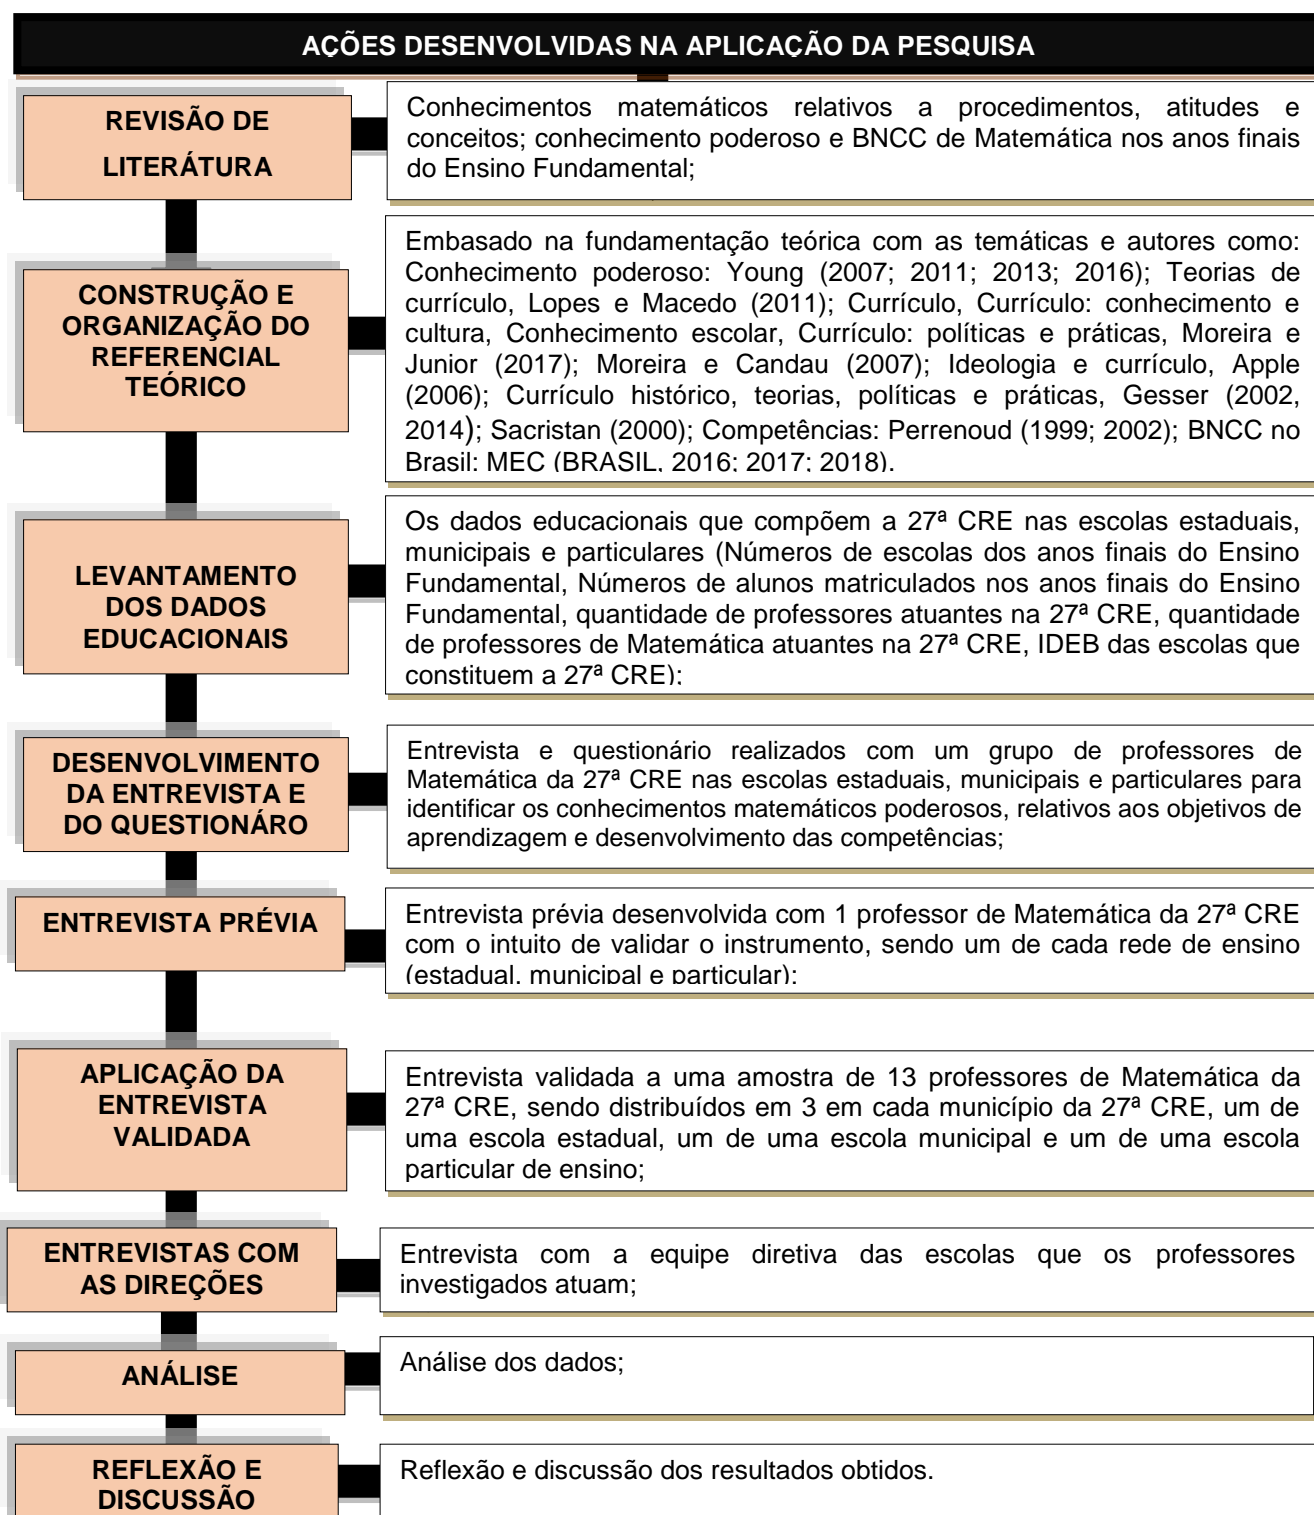 AÇÕES DESENVOLVIDAS NA APLICAÇÃO DA PESQUISA
REVISÃO DE
LITERÁTURA
Conhecimentos matemáticos relativos a procedimentos, atitudes e
conceitos; conhecimento poderoso e BNCC de Matemática nos anos finais
do Ensino Fundamental;
CONSTRUÇÃO E
ORGANIZAÇÃO DO
REFERENCIAL
TEÓRICO
Embasado na fundamentação teórica com as temáticas e autores como:
Conhecimento poderoso: Young (2007; 2011; 2013; 2016); Teorias de
currículo, Lopes e Macedo (2011); Currículo, Currículo: conhecimento e
cultura, Conhecimento escolar, Currículo: políticas e práticas, Moreira e
Junior (2017); Moreira e Candau (2007); Ideologia e currículo, Apple
(2006); Currículo histórico, teorias, políticas e práticas, Gesser (2002,
2014); Sacristan (2000); Competências: Perrenoud (1999; 2002); BNCC no
Brasil: MEC (BRASIL, 2016; 2017; 2018).
LEVANTAMENTO
DOS DADOS
EDUCACIONAIS
Os dados educacionais que compõem a 27ª CRE nas escolas estaduais,
municipais e particulares (Números de escolas dos anos finais do Ensino
Fundamental, Números de alunos matriculados nos anos finais do Ensino
Fundamental, quantidade de professores atuantes na 27ª CRE, quantidade
de professores de Matemática atuantes na 27ª CRE, IDEB das escolas que
constituem a 27ª CRE);
DESENVOLVIMENTO
DA ENTREVISTA E
DO QUESTIONÁRO
Entrevista e questionário realizados com um grupo de professores de
Matemática da 27ª CRE nas escolas estaduais, municipais e particulares para
identificar os conhecimentos matemáticos poderosos, relativos aos objetivos de
aprendizagem e desenvolvimento das competências;
ENTREVISTA PRÉVIA
Entrevista prévia desenvolvida com 1 professor de Matemática da 27ª CRE
com o intuito de validar o instrumento, sendo um de cada rede de ensino
(estadual, municipal e particular);
APLICAÇÃO DA
ENTREVISTA
VALIDADA
Entrevista validada a uma amostra de 13 professores de Matemática da
27ª CRE, sendo distribuídos em 3 em cada município da 27ª CRE, um de
uma escola estadual, um de uma escola municipal e um de uma escola
particular de ensino;
ENTREVISTAS COM
AS DIREÇÕES
Entrevista com a equipe diretiva das escolas que os professores
investigados atuam;
ANÁLISE
Análise dos dados;
REFLEXÃO E
DISCUSSÃO
Reflexão e discussão dos resultados obtidos.